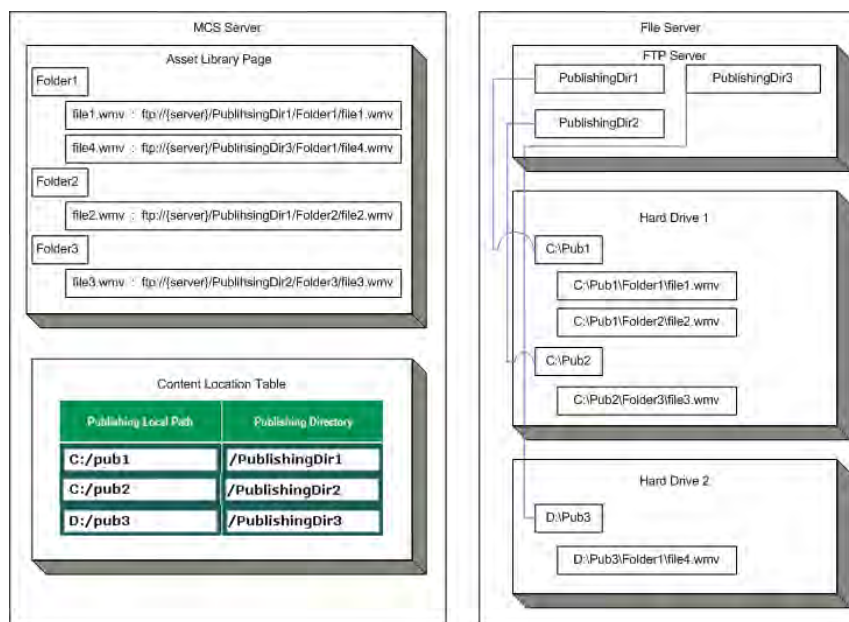 MCS Server
Asset Library Page
Folder1
file1.wmv : ftp://{server}/PublihsingDir1/Folder1/file1.wmv
file4.wmv : ftp://{server}/PublihsingDir3/Folder1/file4.wmv
Folder2
file2.wmv : ftp://{server}/PublihsingDir1/Folder2/file2.wmv
Folder3
file3.wmv : ftp://{server}/PublihsingDir2/Folder3/file3.wmv
Content Location Table
Publishing Local Path Publishing Directory
C:/pub1 /PublishingDir1
C:/pub2 /PublishingDir2
D:/pub3 /PublishingDir3
File Server
FTP Server
PublishingDir1 PublishingDir3
PublishingDir2
Hard Drive 1
C:\Pub1
C:\Pub1\Folder1\file1.wmv
C:\Pub1\Folder2\file2.wmv
C:\Pub2
C:\Pub2\Folder3\file3.wmv
Hard Drive 2
D:\Pub3
D:\Pub3\Folder1\file4.wmv